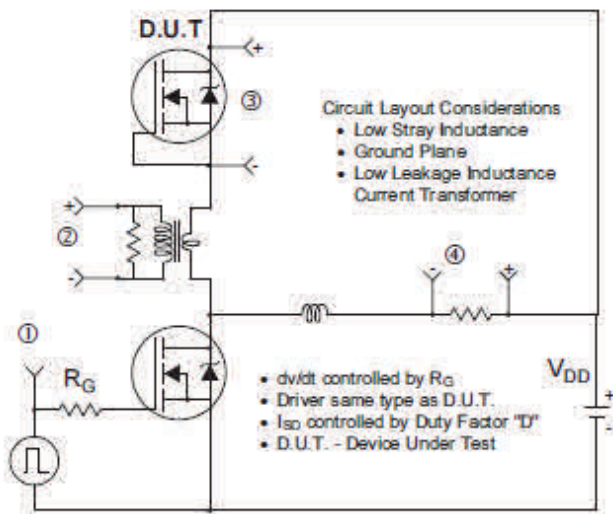 D.U.T
+
③
-
Circuit Layout Considerations
• Low Stray Inductance
• Ground Plane
• Low Leakage Inductance
Current Transformer
+
②
-
④
- +
①
RG
• dv/dt controlled by RG
• Driver same type as D.U.T.
• ISD controlled by Duty Factor "D"
• D.U.T. - Device Under Test
VDD
+
-